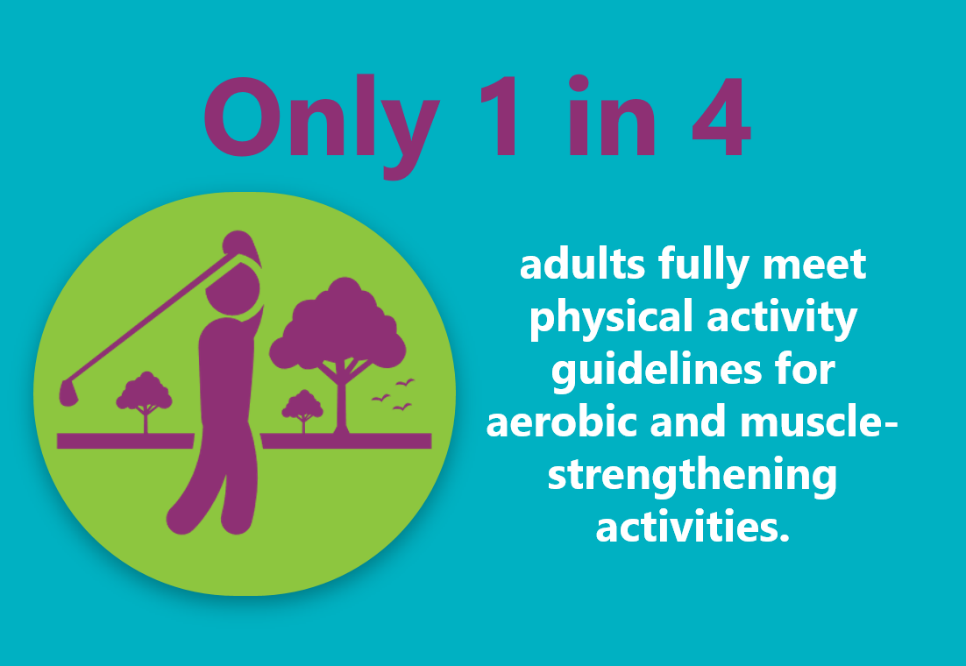 Only 1 in 4
adults fully meet
physical activity
guidelines for
aerobic and muscle-
strengthening
activities.